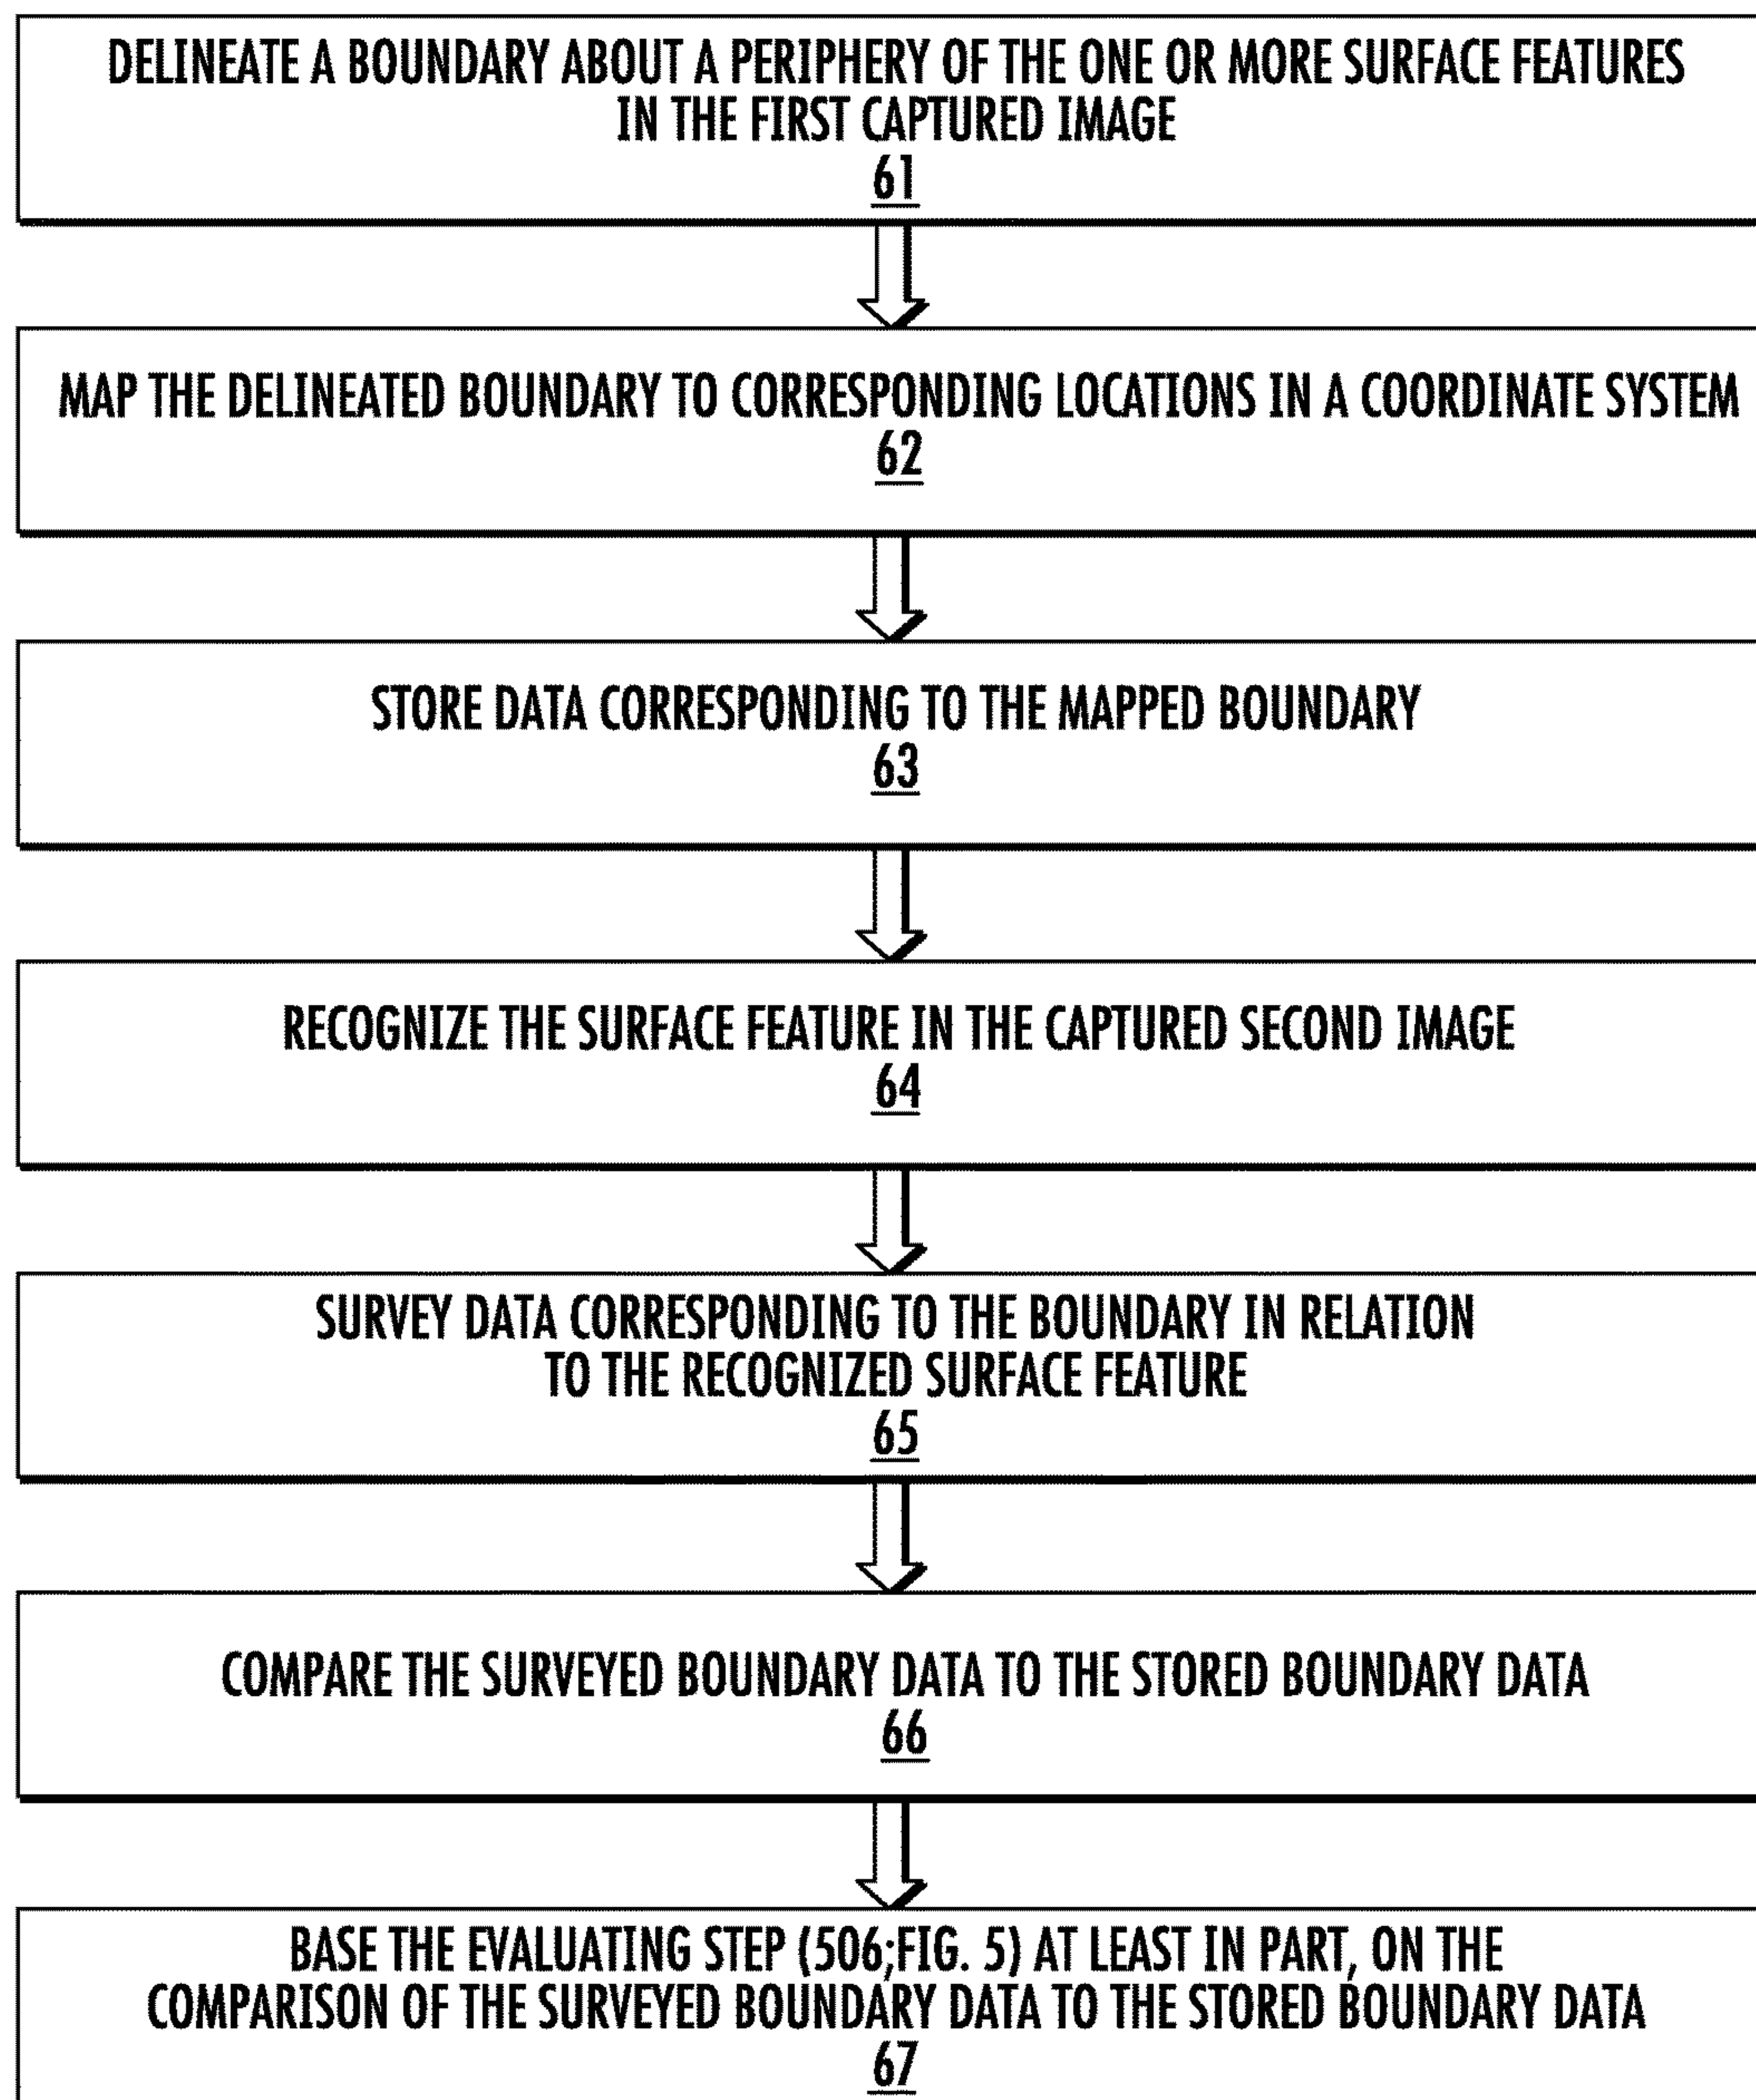 DELINEATE A BOUNDARY ABOUT A PERIPHERY OF THE ONE OR MORE SURFACE FEATURES
IN THE FIRST CAPTURED IMAGE
61
MAP THE DELINEATED BOUNDARY TO CORRESPONDING LOCATIONS IN A COORDINATE SYSTEM
62
STORE DATA CORRESPONDING TO THE MAPPED BOUNDARY
63
RECOGNIZE THE SURFACE FEATURE IN THE CAPTURED SECOND IMAGE
64
SURVEY DATA CORRESPONDING TO THE BOUNDARY IN RELATION
TO THE RECOGNIZED SURFACE FEATURE
65
COMPARE THE SURVEYED BOUNDARY DATA TO THE STORED BOUNDARY DATA
66
BASE THE EVALUATING STEP (506;FIG. 5) AT LEAST IN PART, ON THE
COMPARISON OF THE SURVEYED BOUNDARY DATA TO THE STORED BOUNDARY DATA
67